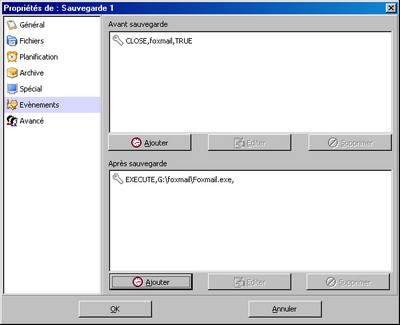 Propriétés de : Sauvegarde 1
Général
Fichiers
Planification
Archive
Spécial
Evènements
Avancé
Avant sauvegarde
CLOSE,foxmail,TRUE
Ajouter Editer Supprimer
Après sauvegarde
EXECUTE,G:\foxmail\Foxmail.exe,
Ajouter Editer Supprimer
OK Annuler